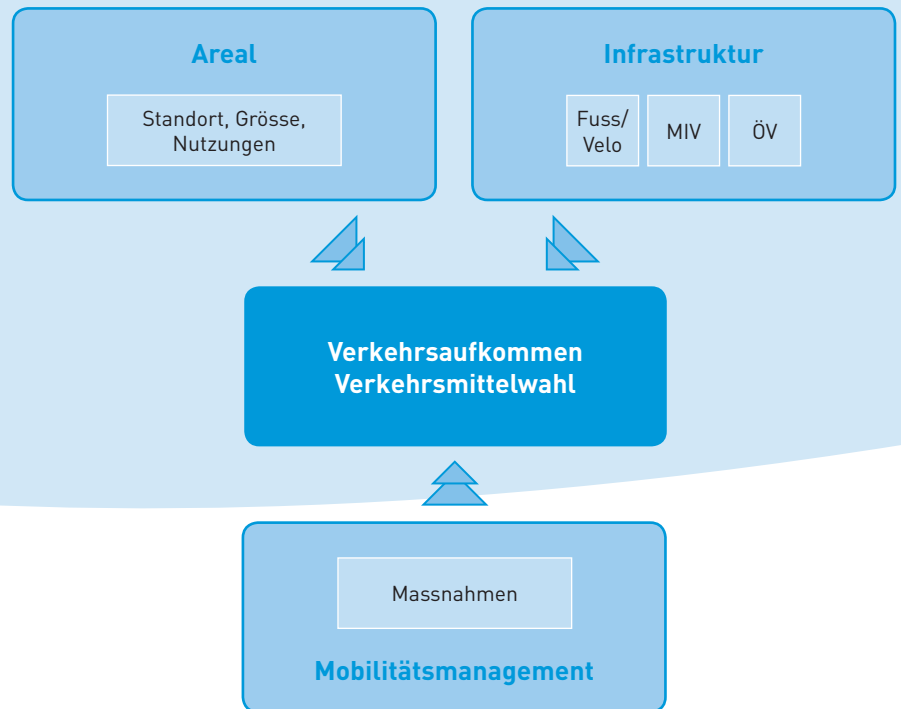 Areal
Standort, Grösse,
Nutzungen
Infrastruktur
Fuss/
Velo
MIV
ÖV
Verkehrsaufkommen
Verkehrsmittelwahl
Massnahmen
Mobilitätsmanagement